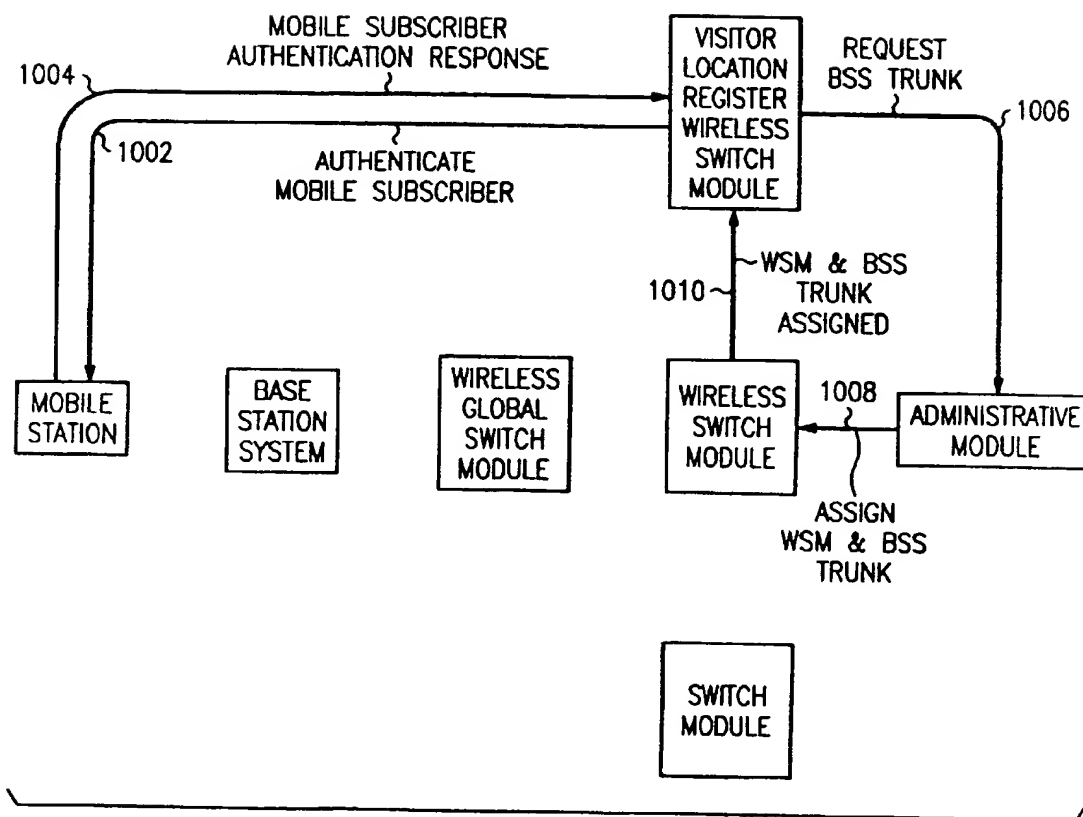 MOBILE SUBSCRIBER
AUTHENTICATION RESPONSE
1004
1002
AUTHENTICATE
MOBILE SUBSCRIBER
VISITOR
LOCATION
REGISTER
WIRELESS
SWITCH
MODULE
REQUEST
BSS TRUNK
1006
1010
WSM & BSS
TRUNK
ASSIGNED
MOBILE
STATION
BASE
STATION
SYSTEM
WIRELESS
GLOBAL
SWITCH
MODULE
WIRELESS
SWITCH
MODULE
1008
ADMINISTRATIVE
MODULE
ASSIGN
WSM & BSS
TRUNK
SWITCH
MODULE